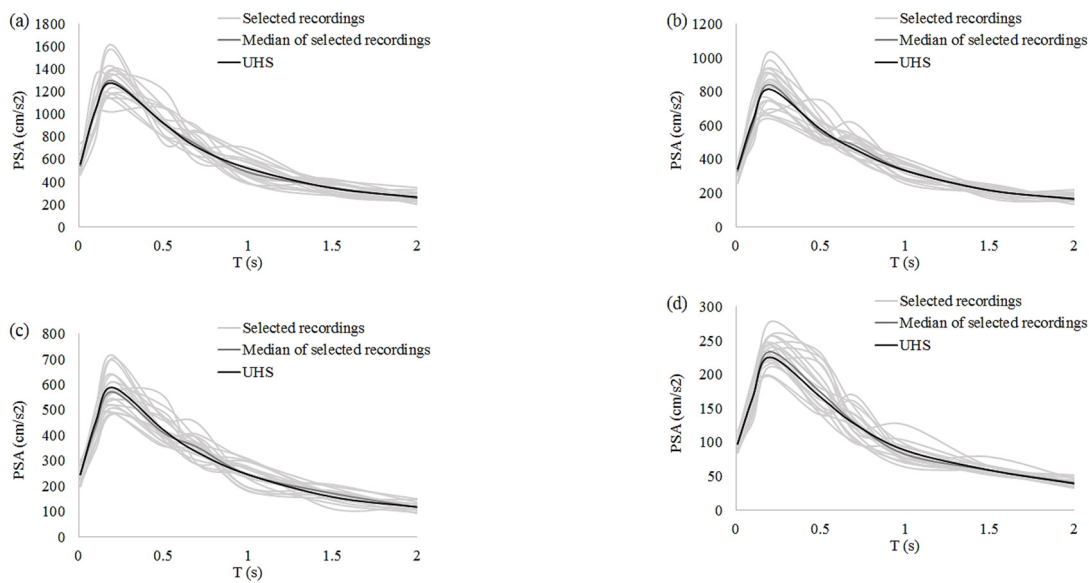 (a)
1800
1600
1400
1200
1000
800
600
400
200
0
PSA (cm/s2)
0 0.5 1 1.5 2
T (s)
Selected recordings
Median of selected recordings
UHS
(b)
1200
1000
800
600
400
200
0
PSA (cm/s2)
0 0.5 1 1.5 2
T (s)
Selected recordings
Median of selected recordings
UHS
(c)
800
700
600
500
400
300
200
100
0
PSA (cm/s2)
0 0.5 1 1.5 2
T (s)
Selected recordings
Median of selected recordings
UHS
(d)
300
250
200
150
100
50
0
PSA (cm/s2)
0 0.5 1 1.5 2
T (s)
Selected recordings
Median of selected recordings
UHS